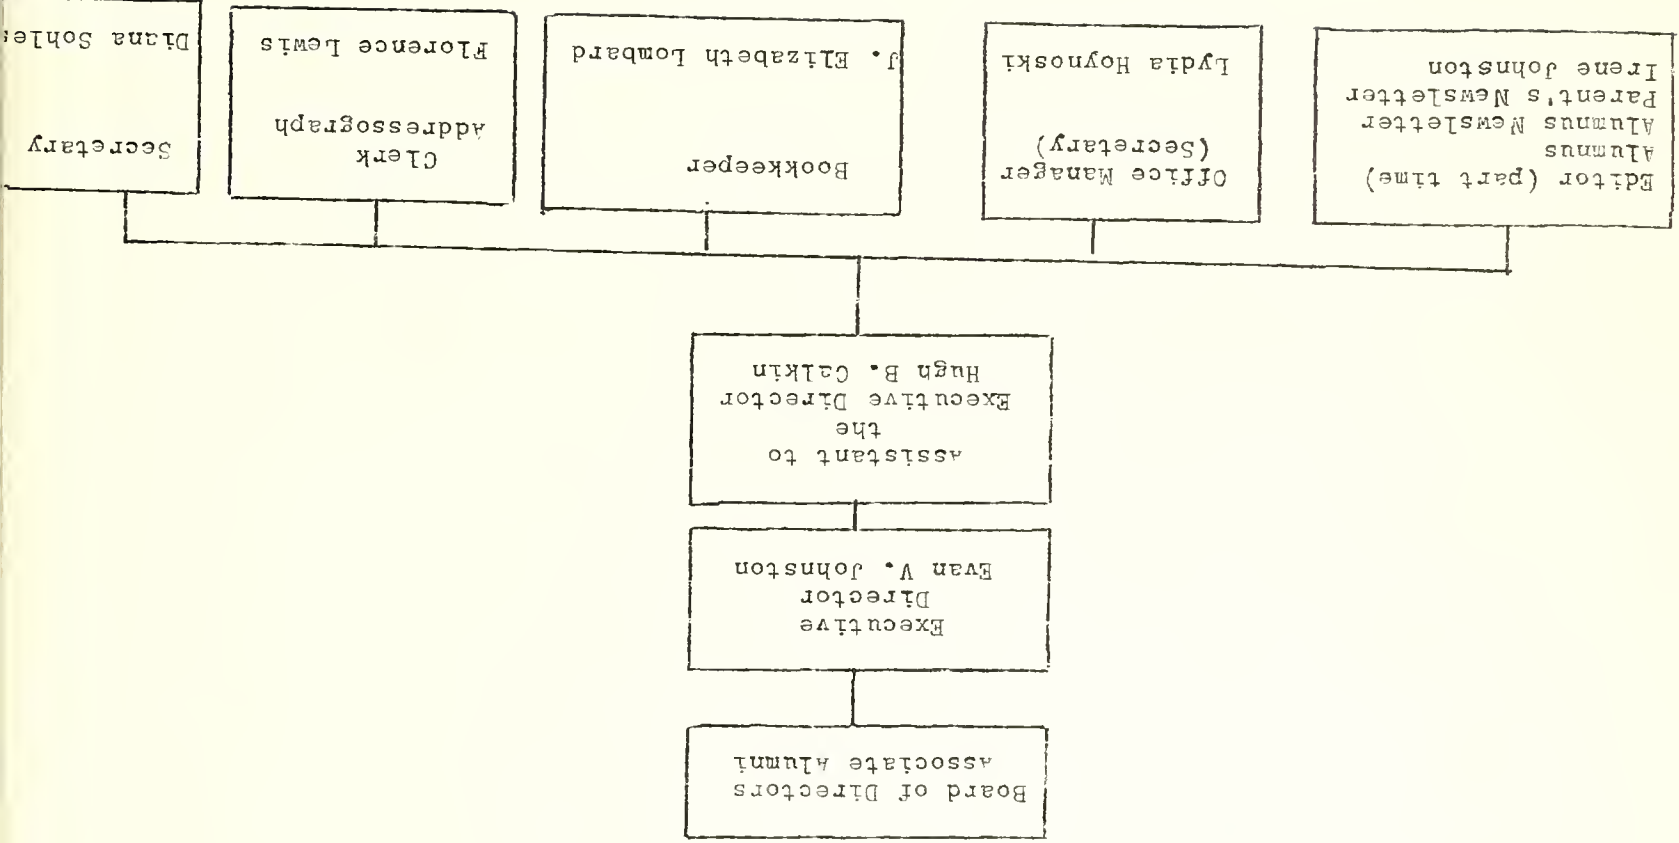 Board of Directors
Associate Alumni
Executive
Director
Evan V. Johnston
Assistant to
the
Executive Director
Hugh B. Calkin
Editor (part time)
Alumnus
Alumnus Newsletter
Parent's Newsletter
Irene Johnston
Office Manager
(Secretary)
Lydia Hoynoski
Bookkeeper
J. Elizabeth Lombard
Clerk
Addressograph
Florence Lewis
Secretary
Diana